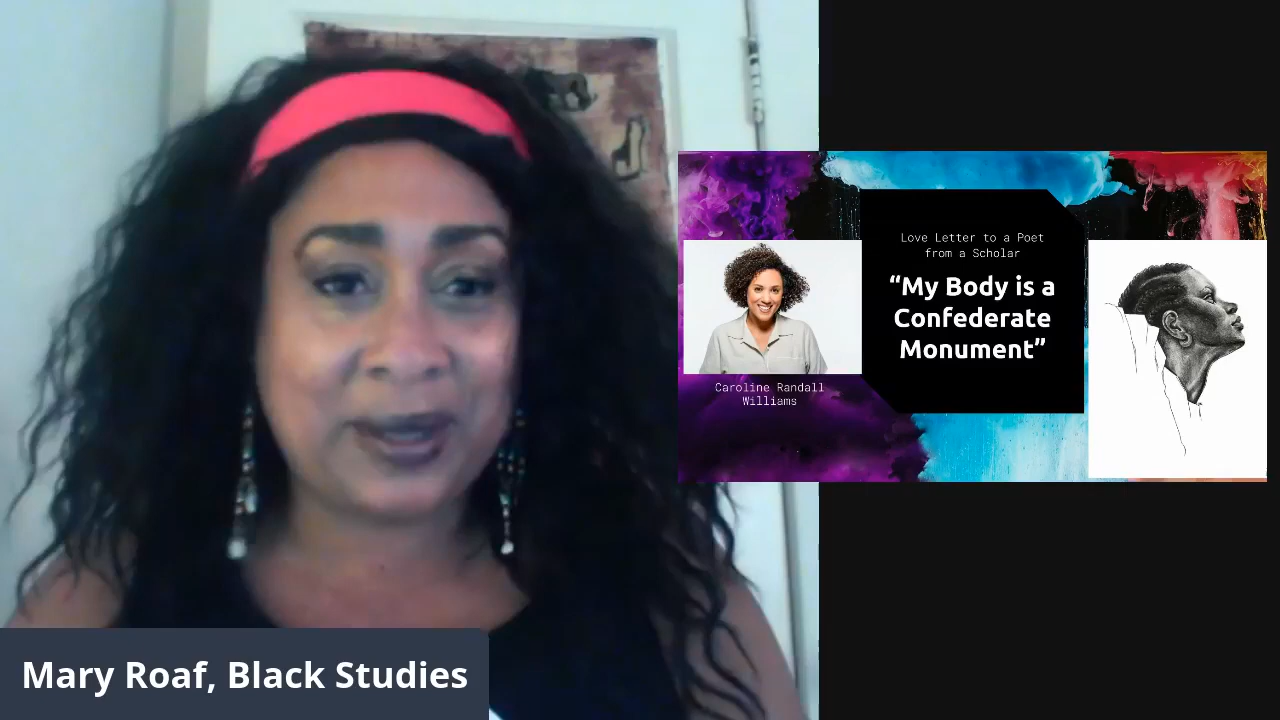 Love Letter to a Poet
from a Scholar
“My Body is a
Confederate
Monument”
Caroline Randall
Williams
Mary Roaf, Black Studies